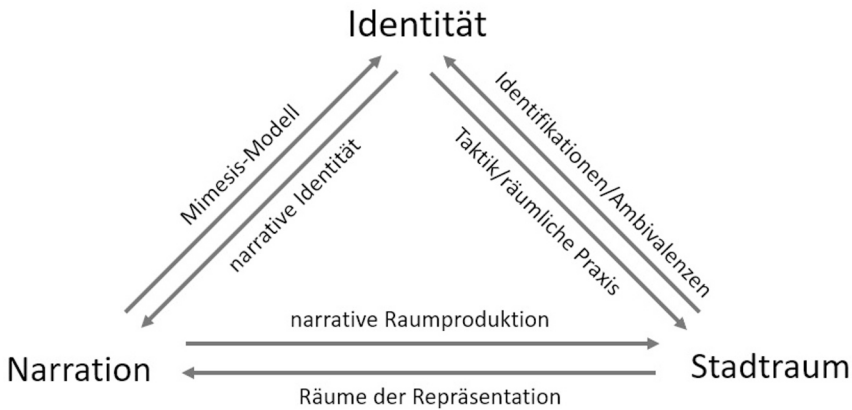 Identität
Mimesis-Modell
narrative Identität
Identifikationen/Ambivalenzen
Taktik/räumliche Praxis
narrative Raumproduktion
Narration
Stadtraum
Räume der Repräsentation